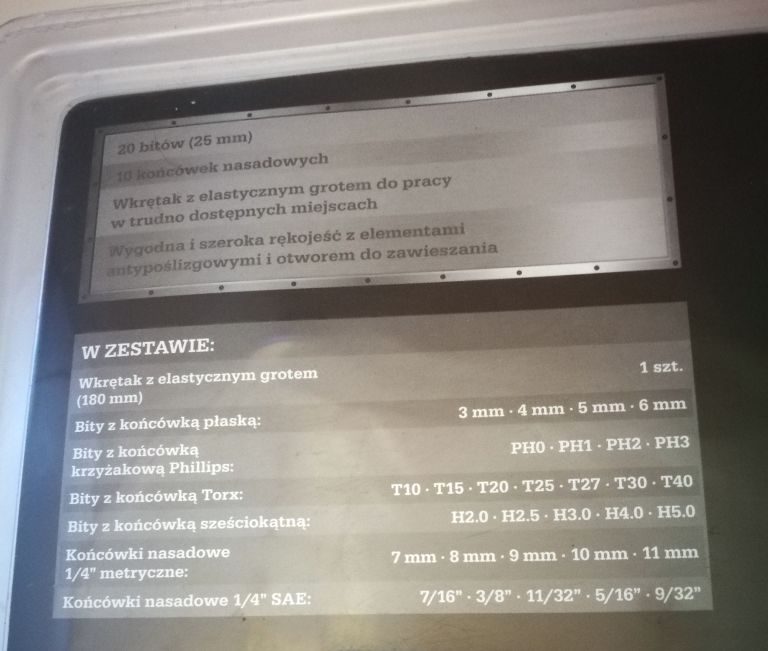 20 bitów (25 mm)
10 końcówek nasadowych
Wkrętak z elastycznym grotem do pracy
w trudno dostępnych miejscach
Wygodna i szeroka rękojeść z elementami
antypoślizgowymi i otworem do zawieszania
W ZESTAWIE:
Wkrętak z elastycznym grotem
(180 mm)
1 szt.
Bity z końcówką płaską:
3 mm · 4 mm · 5 mm · 6 mm
Bity z końcówką
krzyżakową Phillips:
PH0 · PH1 · PH2 · PH3
Bity z końcówką Torx:
T10 · T15 · T20 · T25 · T27 · T30 · T40
Bity z końcówką sześciokątną:
H2.0 · H2.5 · H3.0 · H4.0 · H5.0
Końcówki nasadowe
1/4" metryczne:
7 mm · 8 mm · 9 mm · 10 mm · 11 mm
Końcówki nasadowe 1/4" SAE:
7/16" · 3/8" · 11/32" · 5/16" · 9/32"